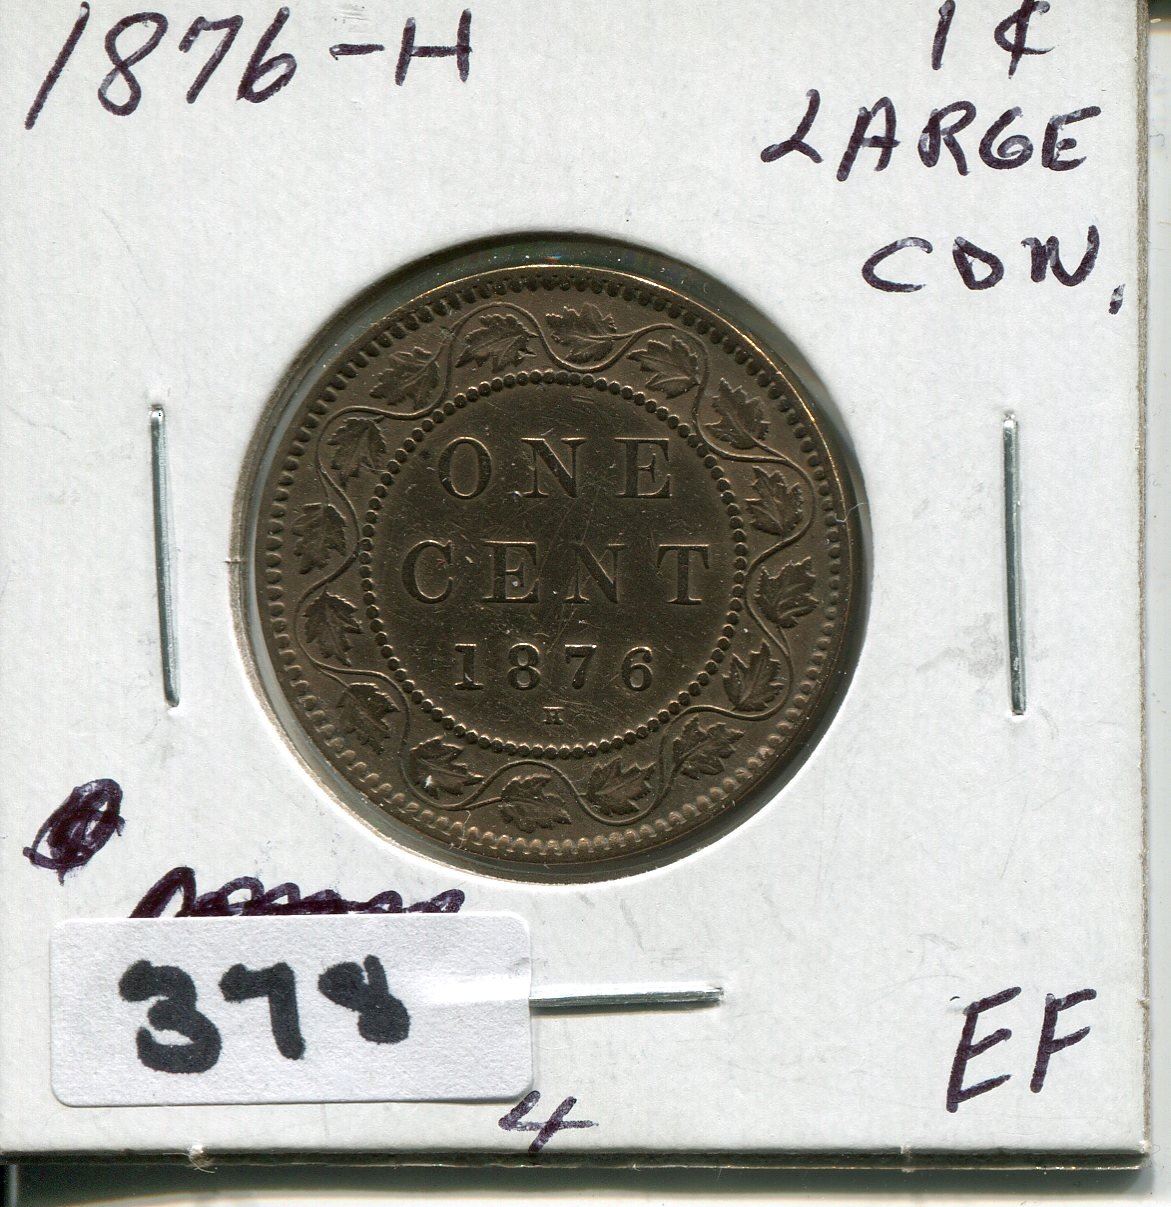 1876-H
1¢
LARGE
CDN.
ONE
CENT
1876
H
378
EF
4